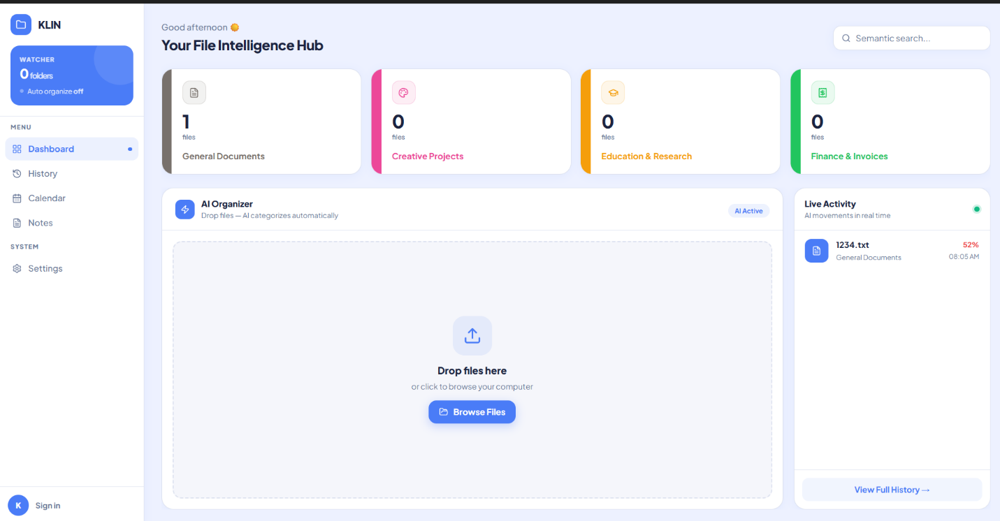 KLIN
WATCHER
0 folders
Auto organize off
MENU
Dashboard
History
Calendar
Notes
SYSTEM
Settings
K
Sign in
Good afternoon
Your File Intelligence Hub
Semantic search...
1
files
General Documents
0
files
Creative Projects
0
files
Education & Research
0
files
Finance & Invoices
AI Organizer
Drop files — AI categorizes automatically
AI Active
Drop files here
or click to browse your computer
Browse Files
Live Activity
AI movements in real time
1234.txt
52%
General Documents
08:05 AM
View Full History →